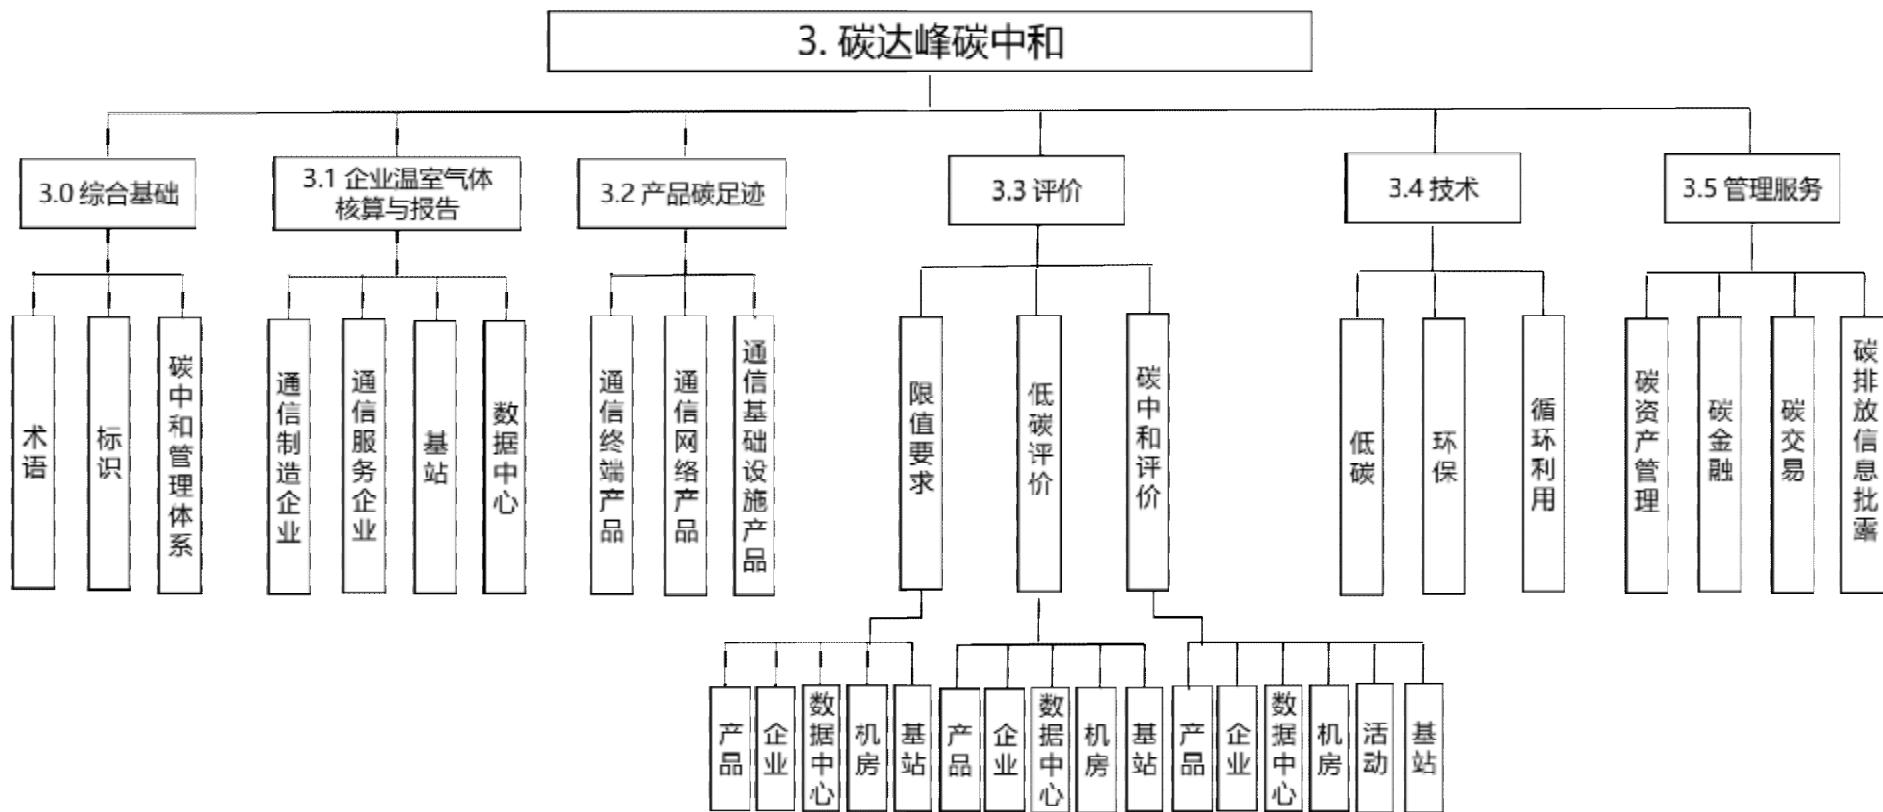 3. 碳达峰碳中和
3.0 综合基础
3.1 企业温室气体
核算与报告
3.2 产品碳足迹
3.3 评价
3.4 技术
3.5 管理服务
术语
标识
碳中和管理体系
通信制造企业
通信服务企业
基站
数据中心
通信终端产品
通信网络产品
通信基础设施产品
限值要求
低碳评价
碳中和评价
低碳
环保
循环利用
碳资产管理
碳金融
碳交易
碳排放信息批露
产品
企业
数据中心
机房
基站
产品
企业
数据中心
机房
基站
产品
企业
数据中心
机房
活动
基站